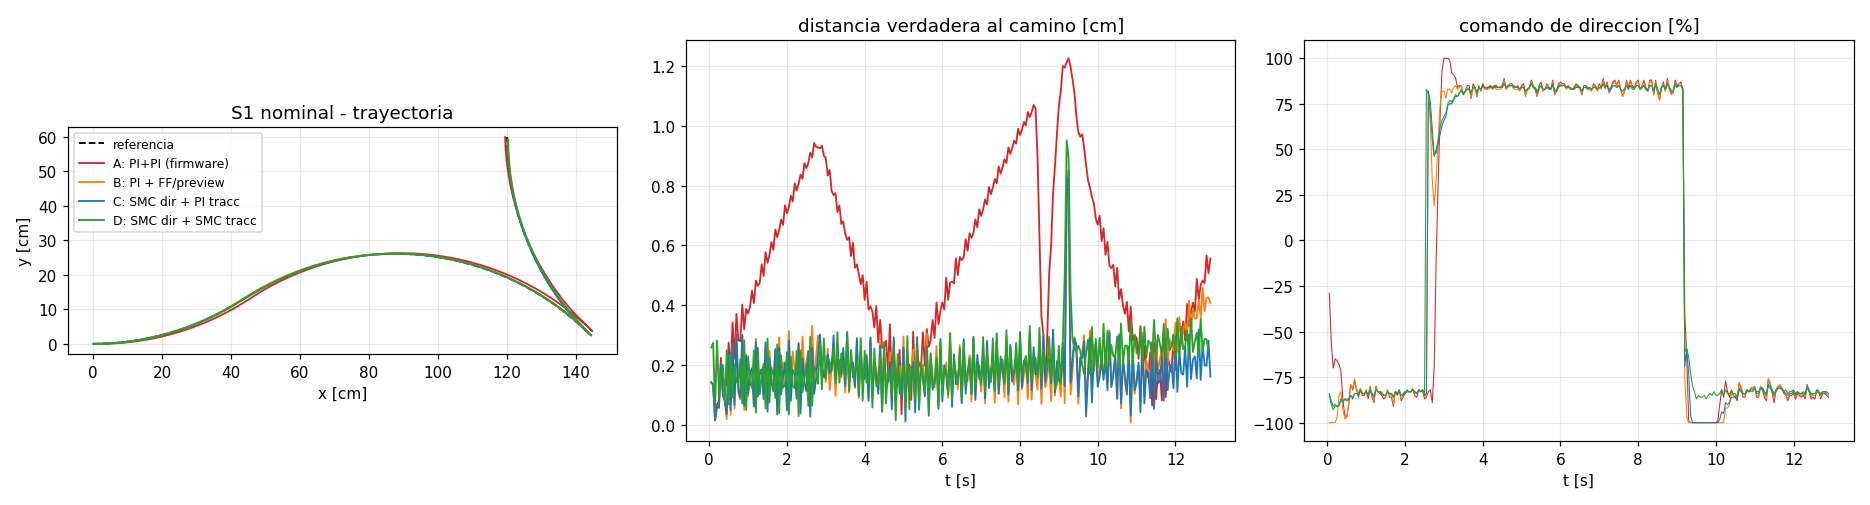 S1 nominal - trayectoria
y [cm]
60
50
40
30
20
10
0
referencia
A: PI+PI (firmware)
B: PI + FF/preview
C: SMC dir + PI tracc
D: SMC dir + SMC tracc
0 20 40 60 80 100 120 140
x [cm]
distancia verdadera al camino [cm]
1.2
1.0
0.8
0.6
0.4
0.2
0.0
0 2 4 6 8 10 12
t [s]
comando de direccion [%]
100
75
50
25
0
−25
−50
−75
−100
0 2 4 6 8 10 12
t [s]